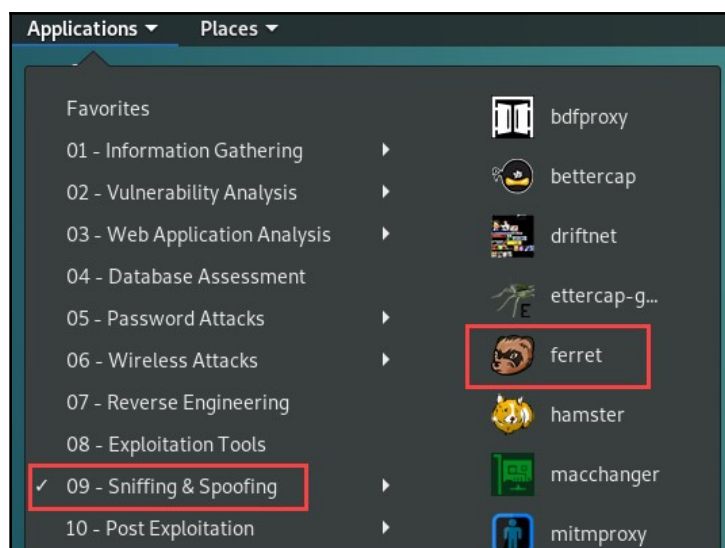 Applications Places
Favorites
01 - Information Gathering
02 - Vulnerability Analysis
03 - Web Application Analysis
04 - Database Assessment
05 - Password Attacks
06 - Wireless Attacks
07 - Reverse Engineering
08 - Exploitation Tools
09 - Sniffing & Spoofing
10 - Post Exploitation
bdfproxy
bettercap
driftnet
ettercap-g...
E
ferret
hamster
macchanger
mitmproxy